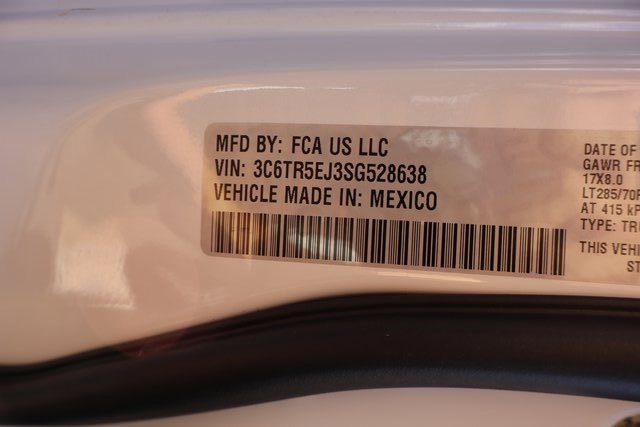 MFD BY: FCA US LLC
VIN: 3C6TR5EJ3SG528638
VEHICLE MADE IN: MEXICO
DATE OF
GAWR FR
17X8.0
LT285/70R
AT 415 kP
TYPE: TRU
THIS VEHI
ST